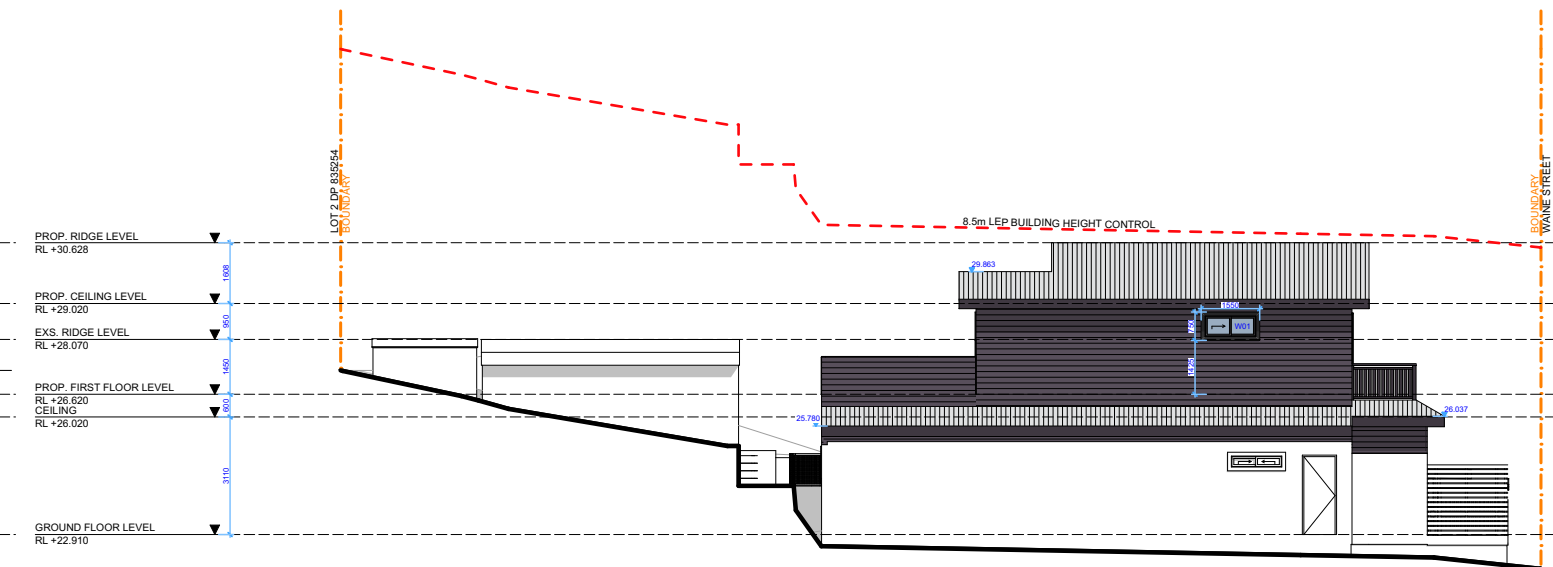 LOT 2 DP 835254
BOUNDARY
BOUNDARY
WAINE STREET
8.5m LEP BUILDING HEIGHT CONTROL
PROP. RIDGE LEVEL
RL +30.628
1608
29.863
PROP. CEILING LEVEL
RL +29.020
950
1550
750
W01
EXS. RIDGE LEVEL
RL +28.070
1450
1425
PROP. FIRST FLOOR LEVEL
RL +26.620
600
CEILING
RL +26.020
25.780
26.037
3110
GROUND FLOOR LEVEL
RL +22.910